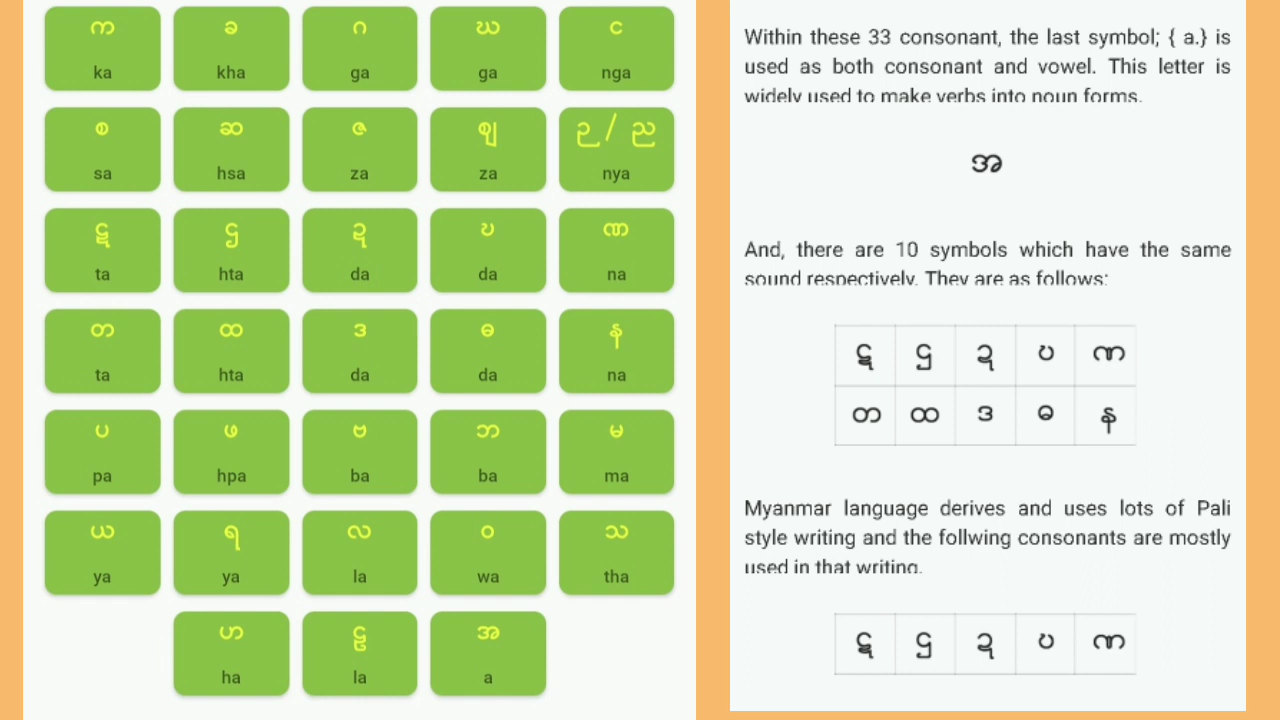 က ခ ဂ ဃ င
ka kha ga ga nga
စ ဆ ဇ ဈ ဉ / ည
sa hsa za za nya
ဋ ဌ ဍ ဎ ဏ
ta hta da da na
တ ထ ဒ ဓ န
ta hta da da na
ပ ဖ ဗ ဘ မ
pa hpa ba ba ma
ယ ရ လ ဝ သ
ya ya la wa tha
ဟ ဠ အ
ha la a
Within these 33 consonant, the last symbol; { a.} is
used as both consonant and vowel. This letter is
widely used to make verbs into noun forms.
အ
And, there are 10 symbols which have the same
sound respectively. They are as follows:
ဋ ဌ ဍ ဎ ဏ
တ ထ ဒ ဓ န
Myanmar language derives and uses lots of Pali
style writing and the follwing consonants are mostly
used in that writing.
ဋ ဌ ဍ ဎ ဏ